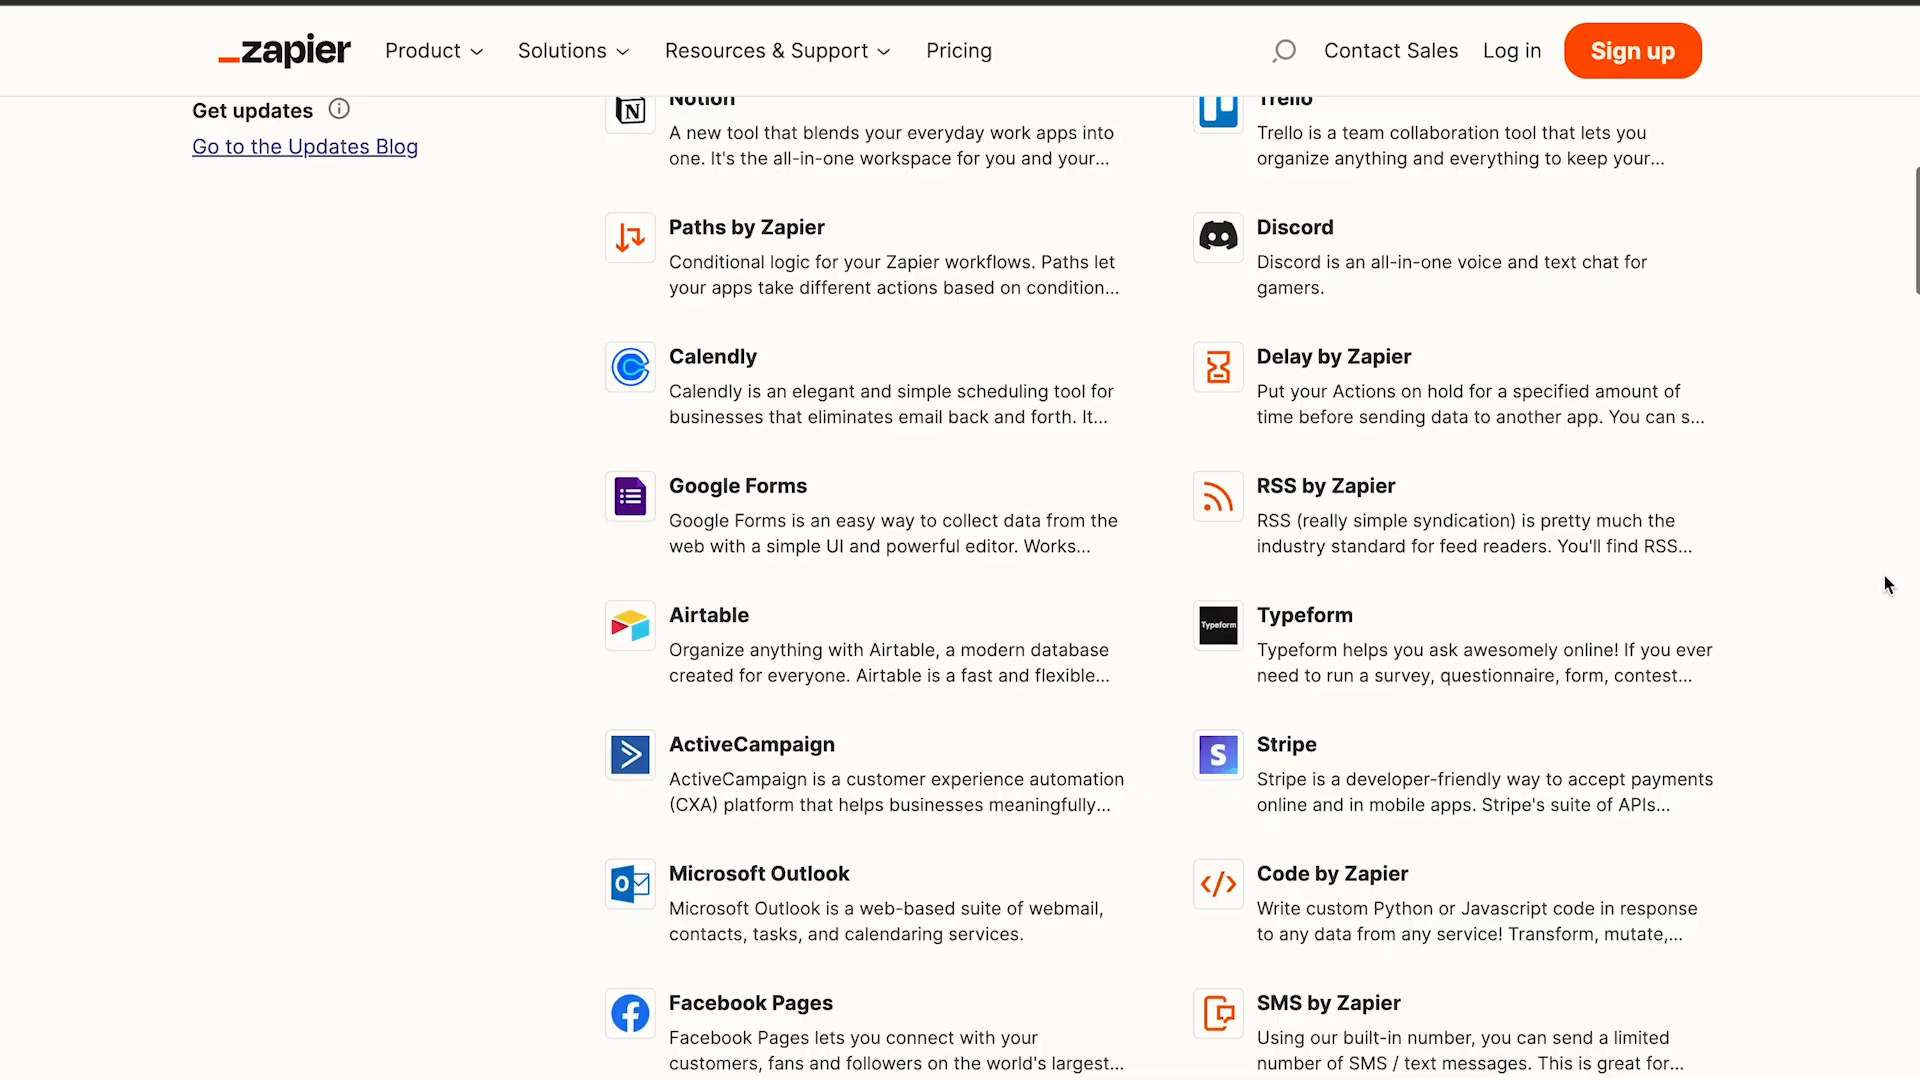 zapier
Product
Solutions
Resources & Support
Pricing
Contact Sales
Log in
Sign up
Get updates
Go to the Updates Blog
Notion
A new tool that blends your everyday work apps into
one. It's the all-in-one workspace for you and your...
Trello
Trello is a team collaboration tool that lets you
organize anything and everything to keep your...
Paths by Zapier
Conditional logic for your Zapier workflows. Paths let
your apps take different actions based on condition...
Discord
Discord is an all-in-one voice and text chat for
gamers.
Calendly
Calendly is an elegant and simple scheduling tool for
businesses that eliminates email back and forth. It...
Delay by Zapier
Put your Actions on hold for a specified amount of
time before sending data to another app. You can s...
Google Forms
Google Forms is an easy way to collect data from the
web with a simple UI and powerful editor. Works...
RSS by Zapier
RSS (really simple syndication) is pretty much the
industry standard for feed readers. You'll find RSS...
Airtable
Organize anything with Airtable, a modern database
created for everyone. Airtable is a fast and flexible...
Typeform
Typeform
Typeform helps you ask awesomely online! If you ever
need to run a survey, questionnaire, form, contest...
ActiveCampaign
ActiveCampaign is a customer experience automation
(CXA) platform that helps businesses meaningfully...
Stripe
Stripe is a developer-friendly way to accept payments
online and in mobile apps. Stripe's suite of APIs...
Microsoft Outlook
Microsoft Outlook is a web-based suite of webmail,
contacts, tasks, and calendaring services.
Code by Zapier
Write custom Python or Javascript code in response
to any data from any service! Transform, mutate,...
Facebook Pages
Facebook Pages lets you connect with your
customers, fans and followers on the world's largest...
SMS by Zapier
Using our built-in number, you can send a limited
number of SMS / text messages. This is great for...